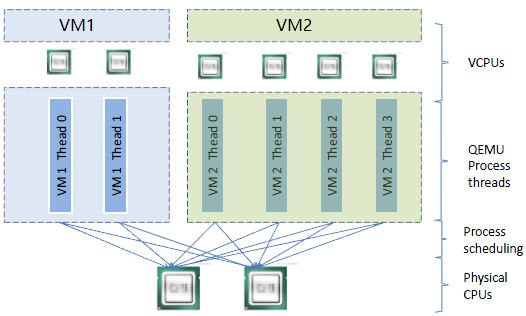 VM1
VM2
VCPUs
VM 1 Thead 0
VM 1 Thead 1
VM 2 Thead 0
VM 2 Thead 1
VM 2 Thead 2
VM 2 Thead 3
QEMU
Process
threads
Process
scheduling
Physical
CPUs